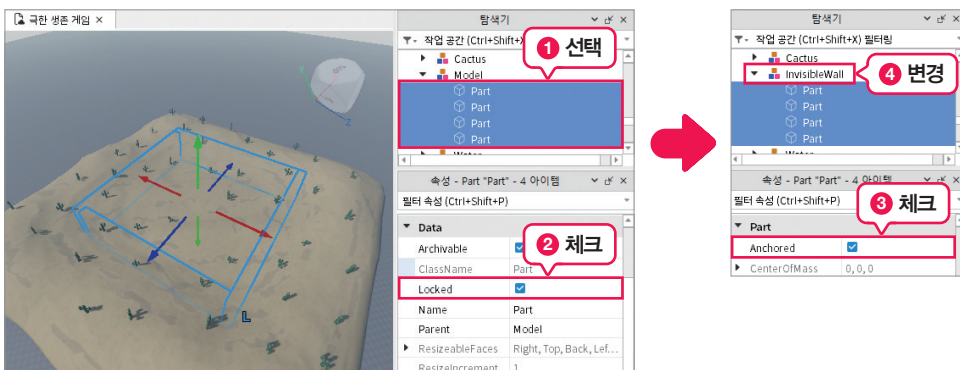 극한 생존 게임 ×
탐색기
작업 공간 (Ctrl+Shift+X)
1 선택
Cactus
Model
Part
Part
Part
Part
속성 - Part "Part" - 4 아이템
필터 속성 (Ctrl+Shift+P)
Data
Archivable
2 체크
ClassName Part
Locked
Name Part
Parent Model
ResizeableFaces Right, Top, Back, Lef...
ResizeIncrement 1
L
Y
Z
탐색기
작업 공간 (Ctrl+Shift+X) 필터링
Cactus
InvisibleWall
4 변경
Part
Part
Part
Part
속성 - Part "Part" - 4 아이템
필터 속성 (Ctrl+Shift+P)
3 체크
Part
Anchored
CenterOfMass 0, 0, 0